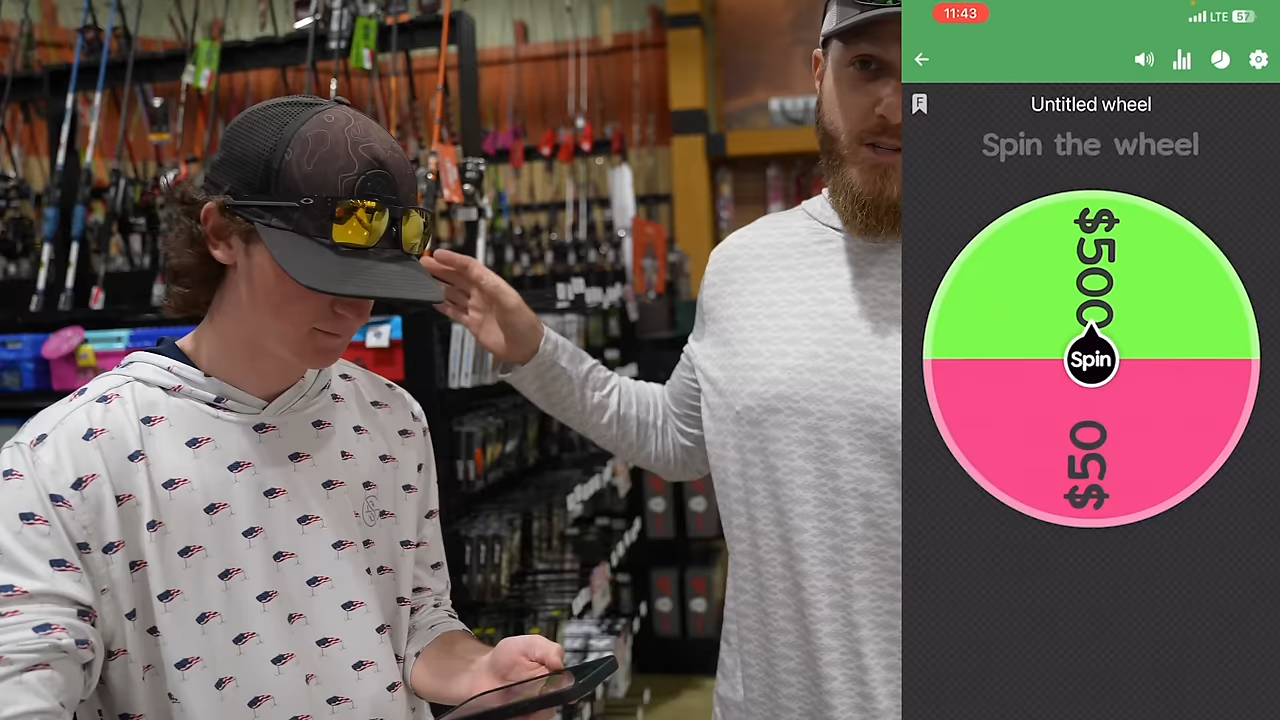 11:43
LTE 57
F
Untitled wheel
Spin the wheel
$500
Spin
$50